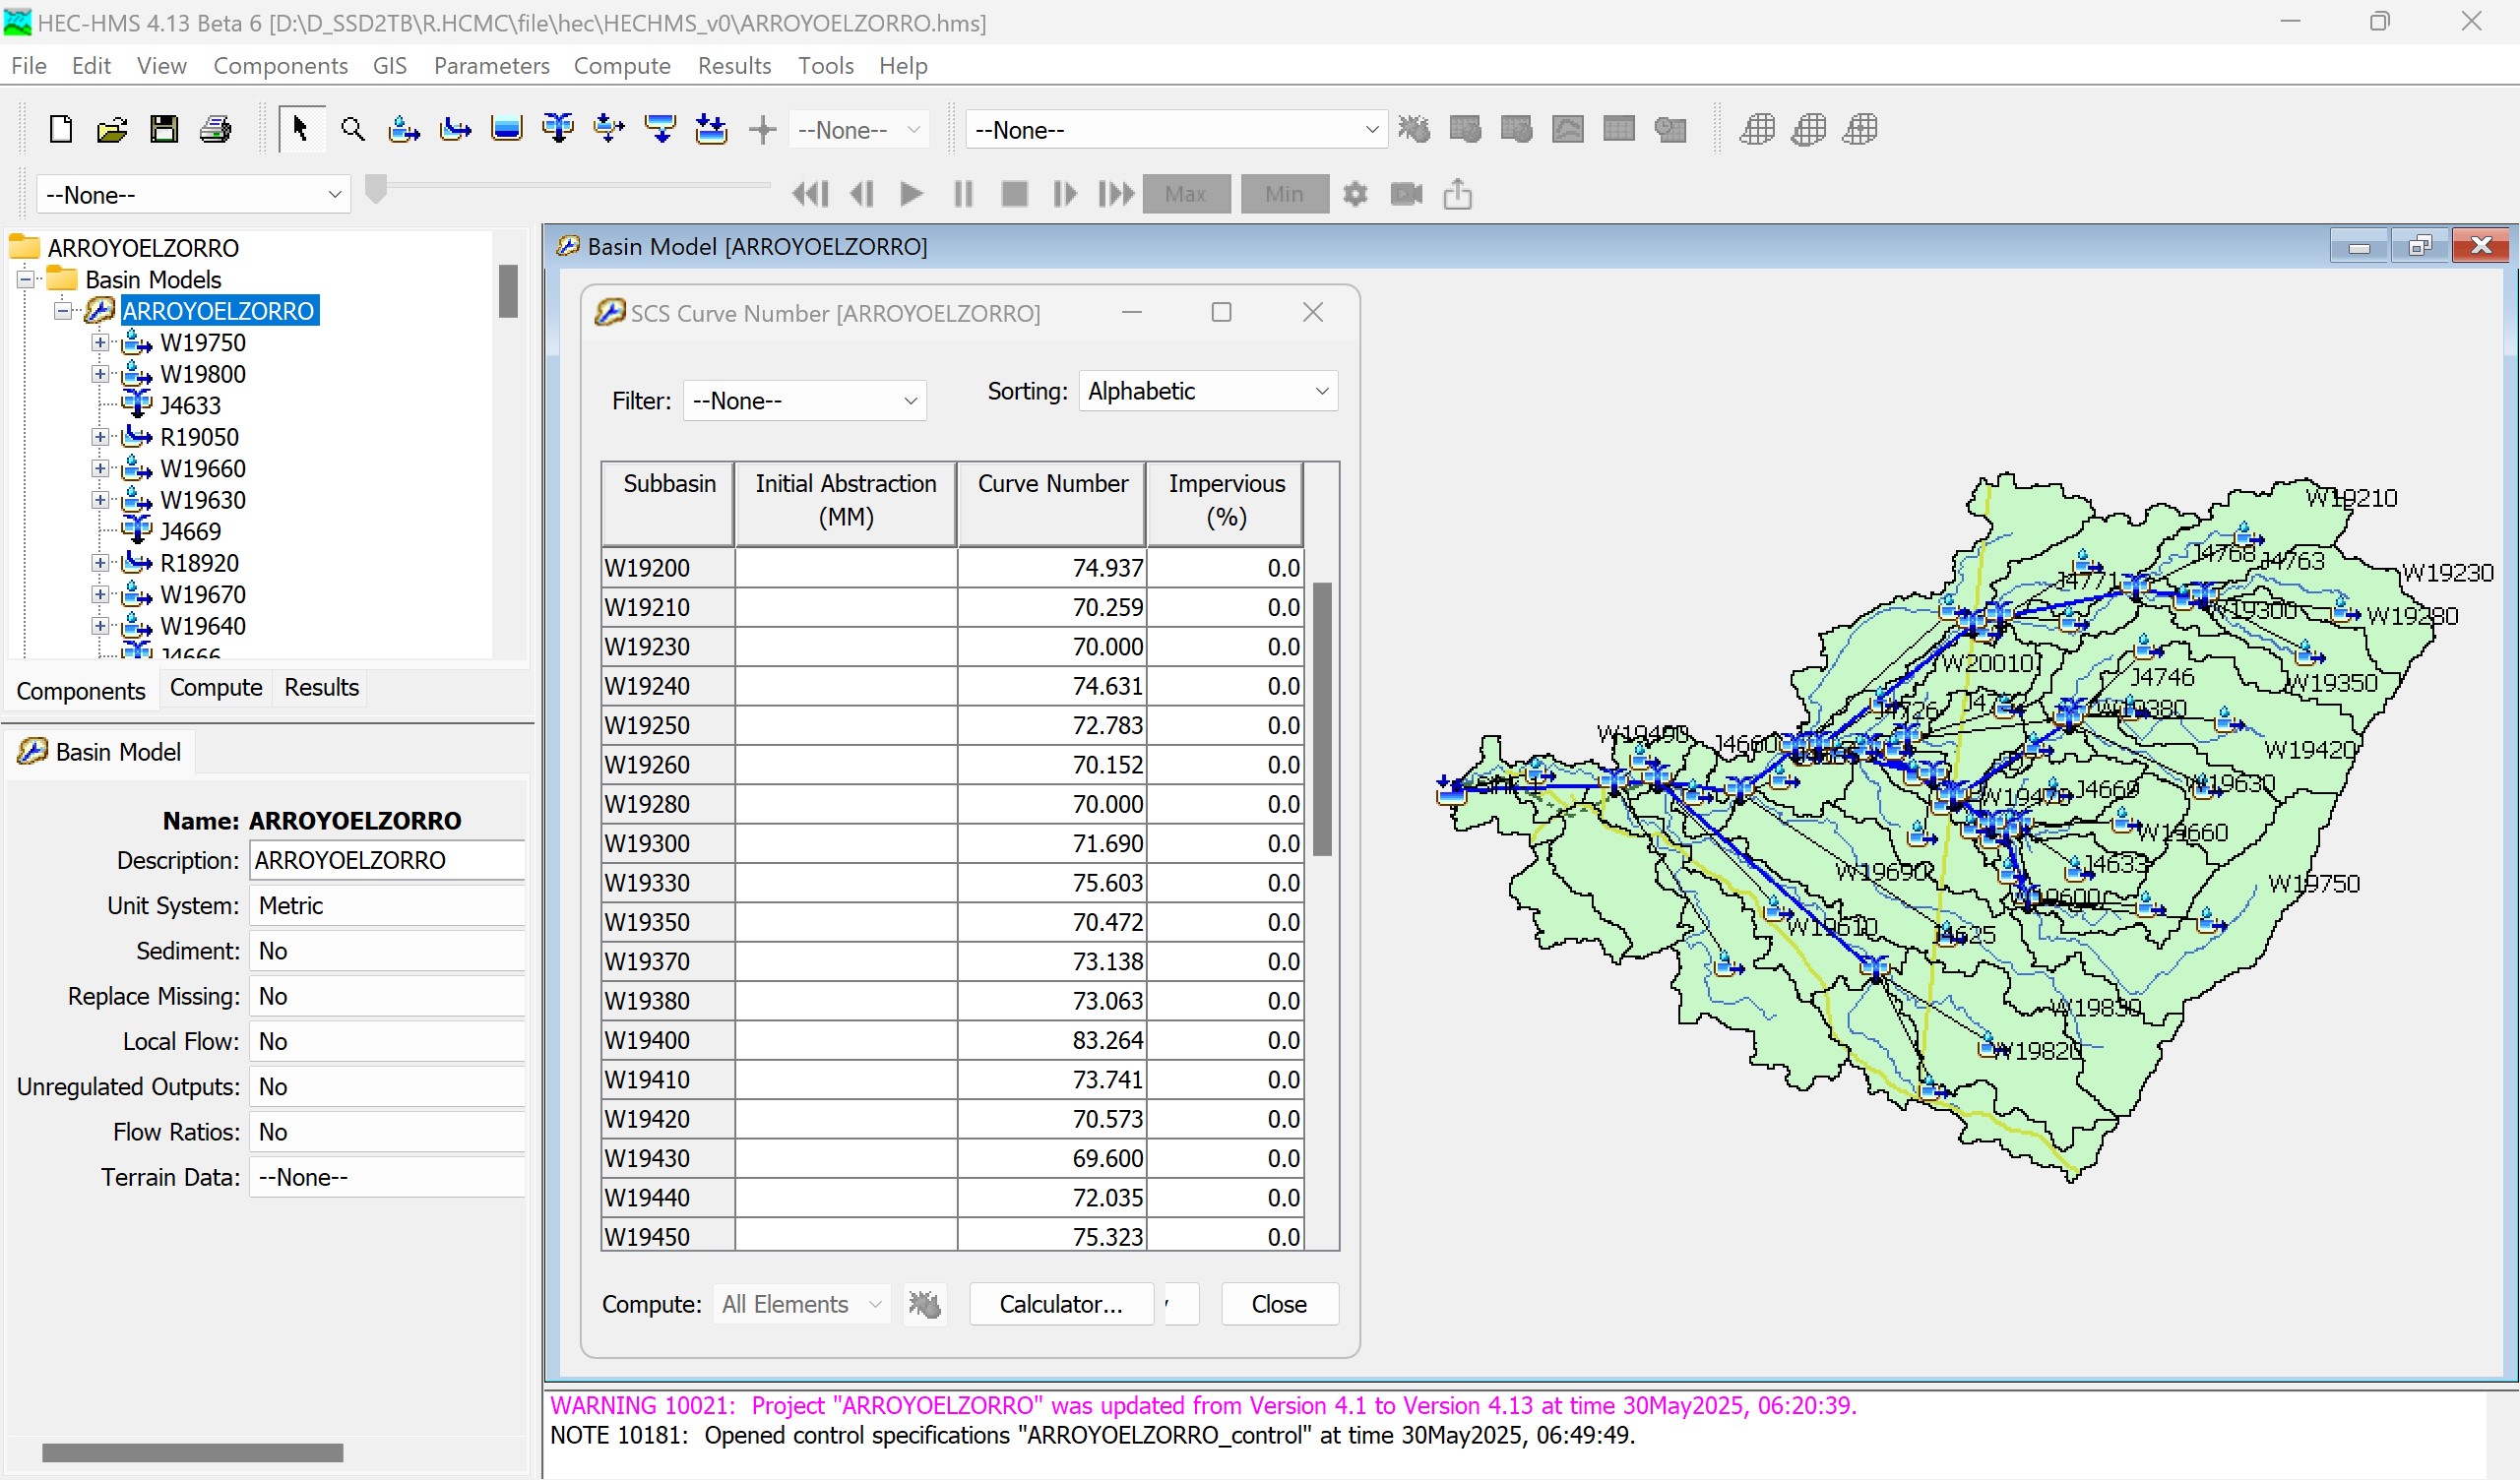 HEC-HMS 4.13 Beta 6 [D:\D_SSD2TB\R.HCMC\file\hec\HECHMS_v0\ARROYOELZORRO.hms]
File Edit View Components GIS Parameters Compute Results Tools Help
--None-- --None--
--None-- Max Min
ARROYOELZORRO
Basin Models
ARROYOELZORRO
W19750
W19800
J4633
R19050
W19660
W19630
J4669
R18920
W19670
W19640
J4666
Components Compute Results
Basin Model
Name: ARROYOELZORRO
Description: ARROYOELZORRO
Unit System: Metric
Sediment: No
Replace Missing: No
Local Flow: No
Unregulated Outputs: No
Flow Ratios: No
Terrain Data: --None--
Basin Model [ARROYOELZORRO]
SCS Curve Number [ARROYOELZORRO]
Filter: --None-- Sorting: Alphabetic
Subbasin Initial Abstraction (MM) Curve Number Impervious (%)
W19200 74.937 0.0
W19210 70.259 0.0
W19230 70.000 0.0
W19240 74.631 0.0
W19250 72.783 0.0
W19260 70.152 0.0
W19280 70.000 0.0
W19300 71.690 0.0
W19330 75.603 0.0
W19350 70.472 0.0
W19370 73.138 0.0
W19380 73.063 0.0
W19400 83.264 0.0
W19410 73.741 0.0
W19420 70.573 0.0
W19430 69.600 0.0
W19440 72.035 0.0
W19450 75.323 0.0
Compute: All Elements Calculator... Close
W19210
J4768
J4763
W19230
J4771
W19300
W19280
W20010
J4746
W19350
J4726
W19380
W19490
J4660
W19420
W19630
W19470
J4669
W19660
J4633
W19690
W19750
W19600
W19610
J4625
W19830
W19820
WARNING 10021: Project "ARROYOELZORRO" was updated from Version 4.1 to Version 4.13 at time 30May2025, 06:20:39.
NOTE 10181: Opened control specifications "ARROYOELZORRO_control" at time 30May2025, 06:49:49.